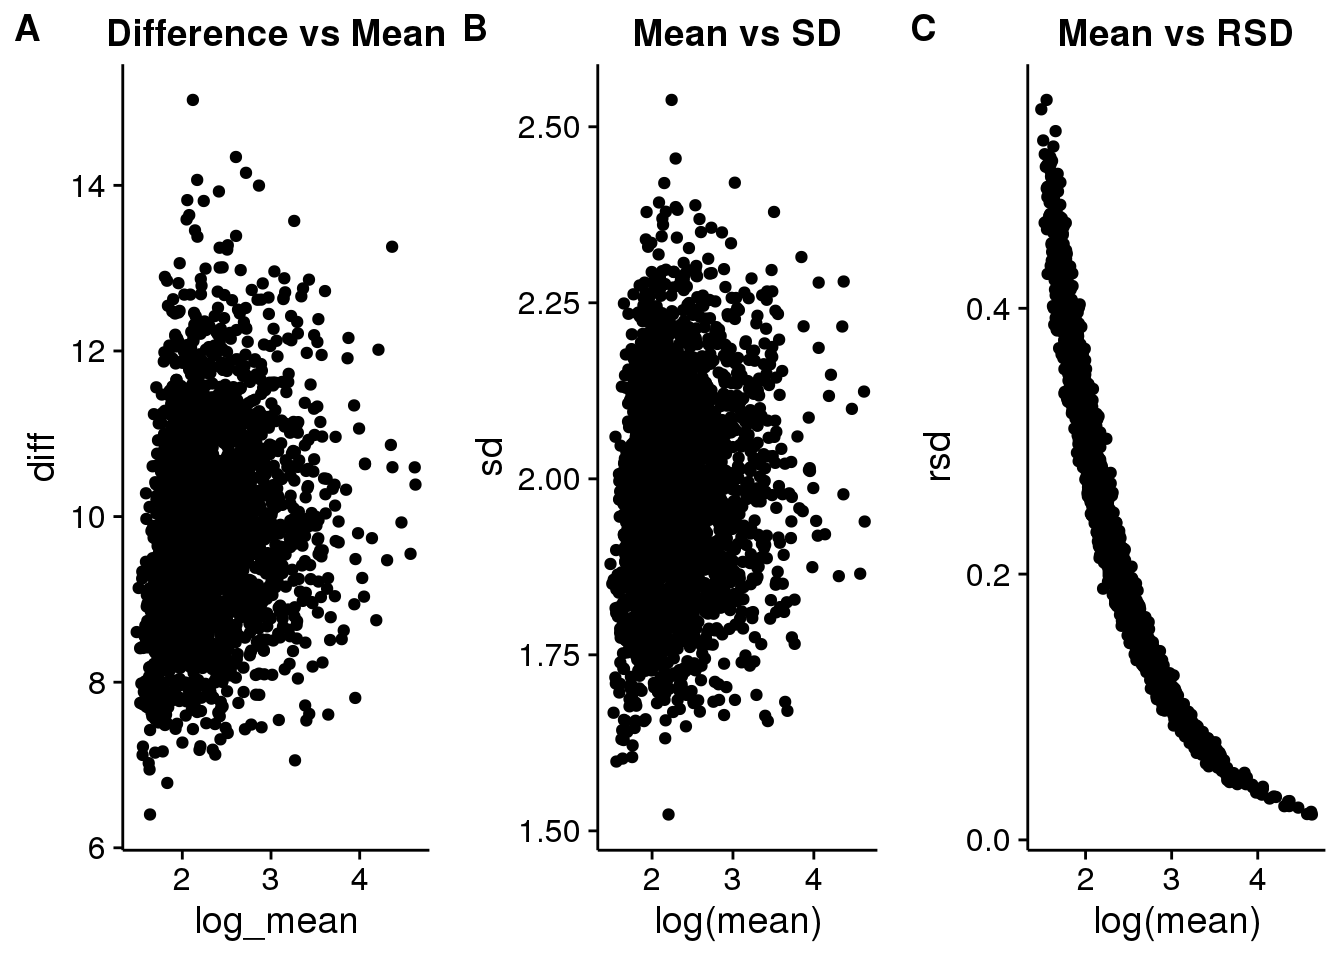 A Difference vs Mean
diff
14
12
10
8
6
2 3 4
log_mean
B Mean vs SD
sd
2.50
2.25
2.00
1.75
1.50
2 3 4
log(mean)
C Mean vs RSD
rsd
0.4
0.2
0.0
2 3 4
log(mean)